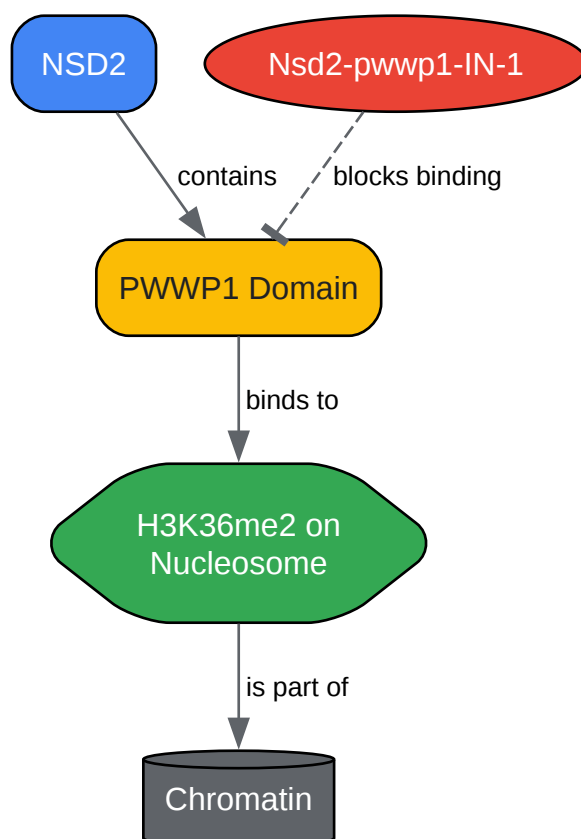 NSD2
Nsd2-pwwp1-IN-1
contains
blocks binding
PWWP1 Domain
binds to
H3K36me2 on
Nucleosome
is part of
Chromatin